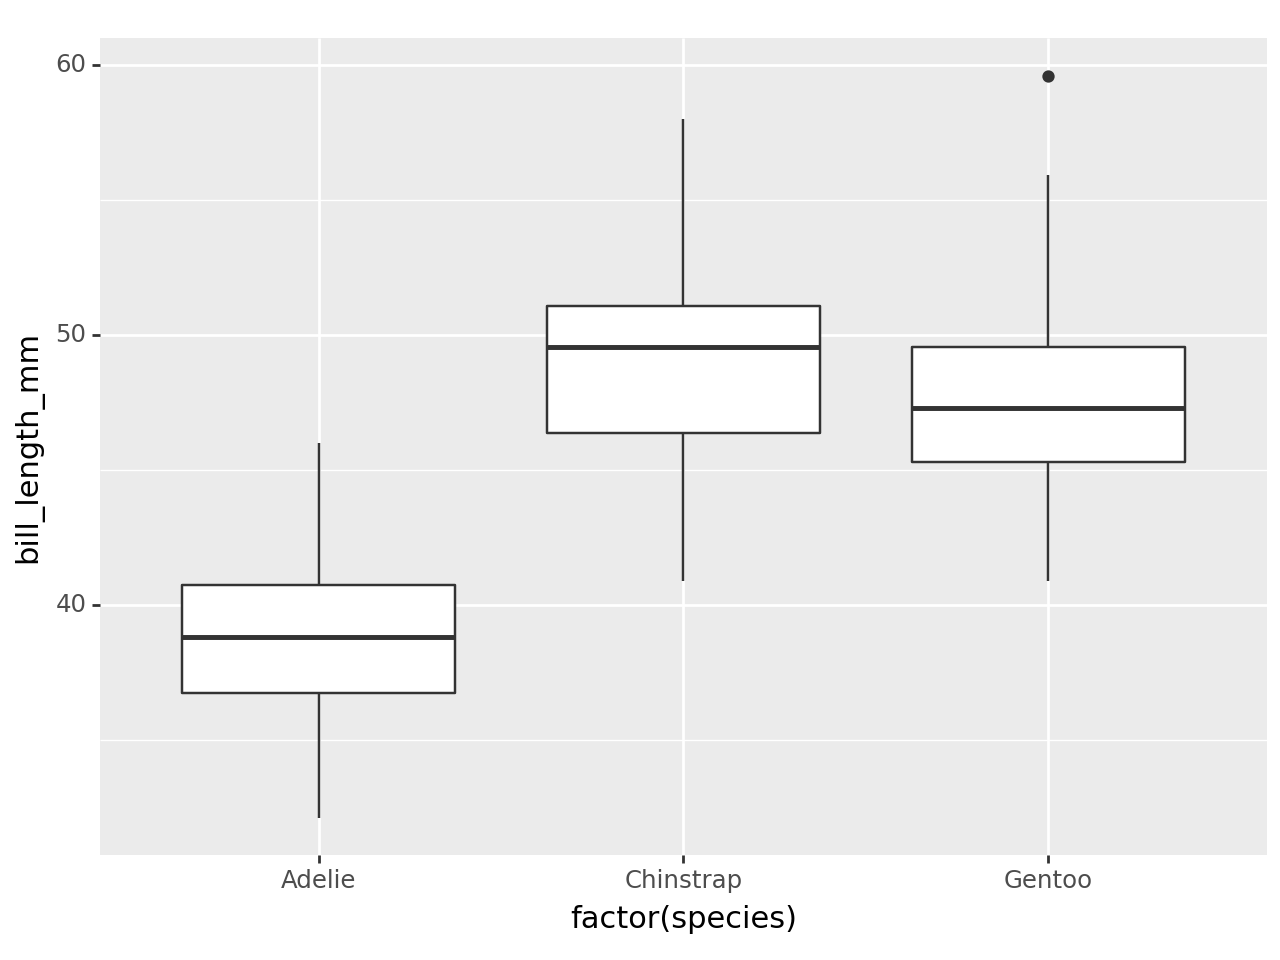 60
50
40
bill_length_mm
Adelie
Chinstrap
Gentoo
factor(species)